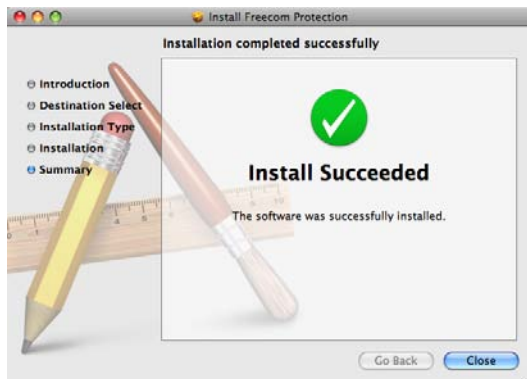 Install Freecom Protection
Installation completed successfully
Introduction
Destination Select
Installation Type
Installation
Summary
Install Succeeded
The software was successfully installed.
Go Back
Close